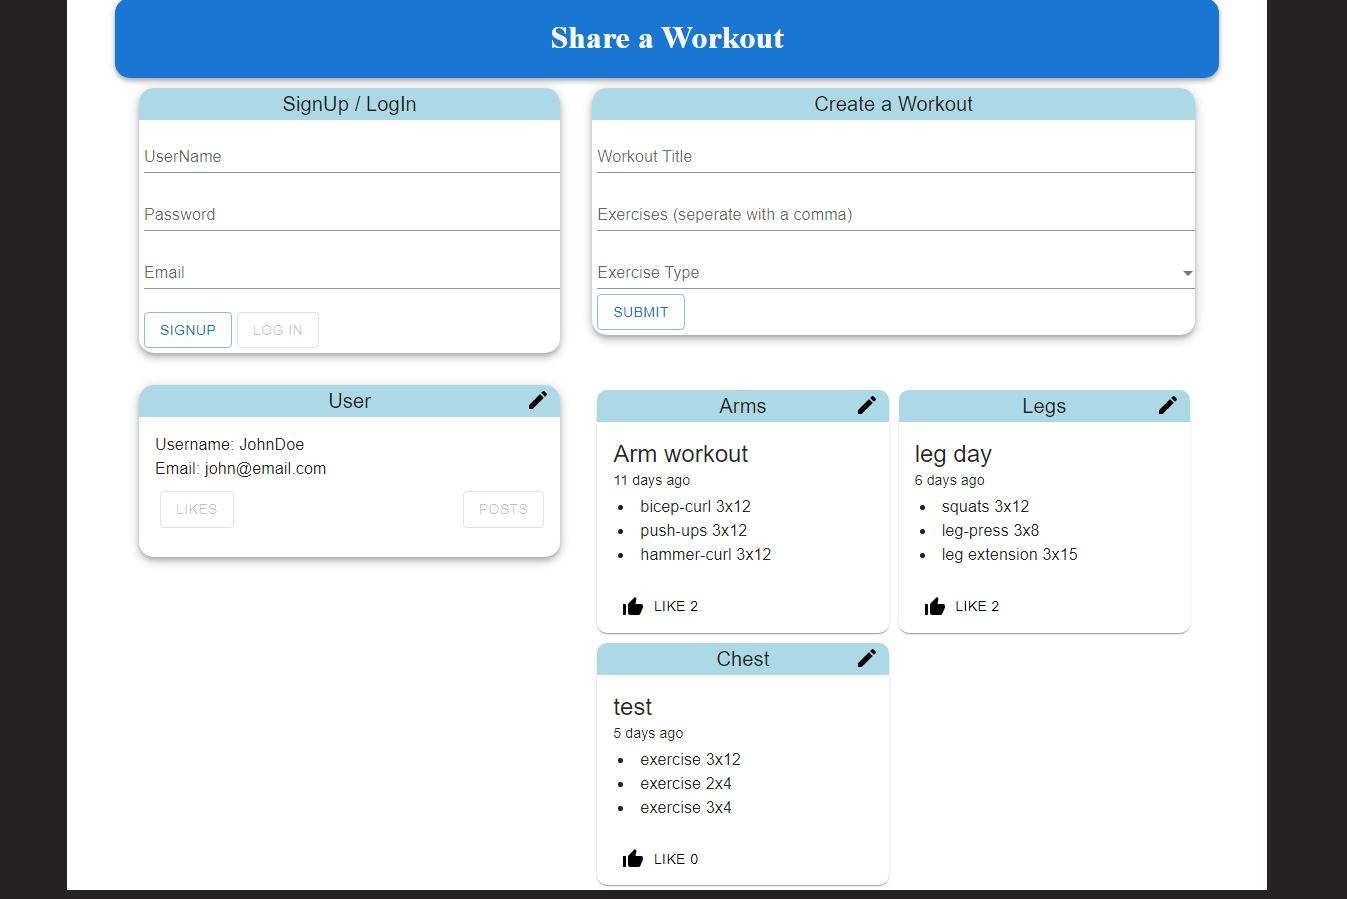 Share a Workout
SignUp / LogIn
UserName
Password
Email
SIGNUP LOG IN
Create a Workout
Workout Title
Exercises (seperate with a comma)
Exercise Type
SUBMIT
User
Username: JohnDoe
Email: john@email.com
LIKES POSTS
Arms
Arm workout
11 days ago
bicep-curl 3x12
push-ups 3x12
hammer-curl 3x12
LIKE 2
Legs
leg day
6 days ago
squats 3x12
leg-press 3x8
leg extension 3x15
LIKE 2
Chest
test
5 days ago
exercise 3x12
exercise 2x4
exercise 3x4
LIKE 0